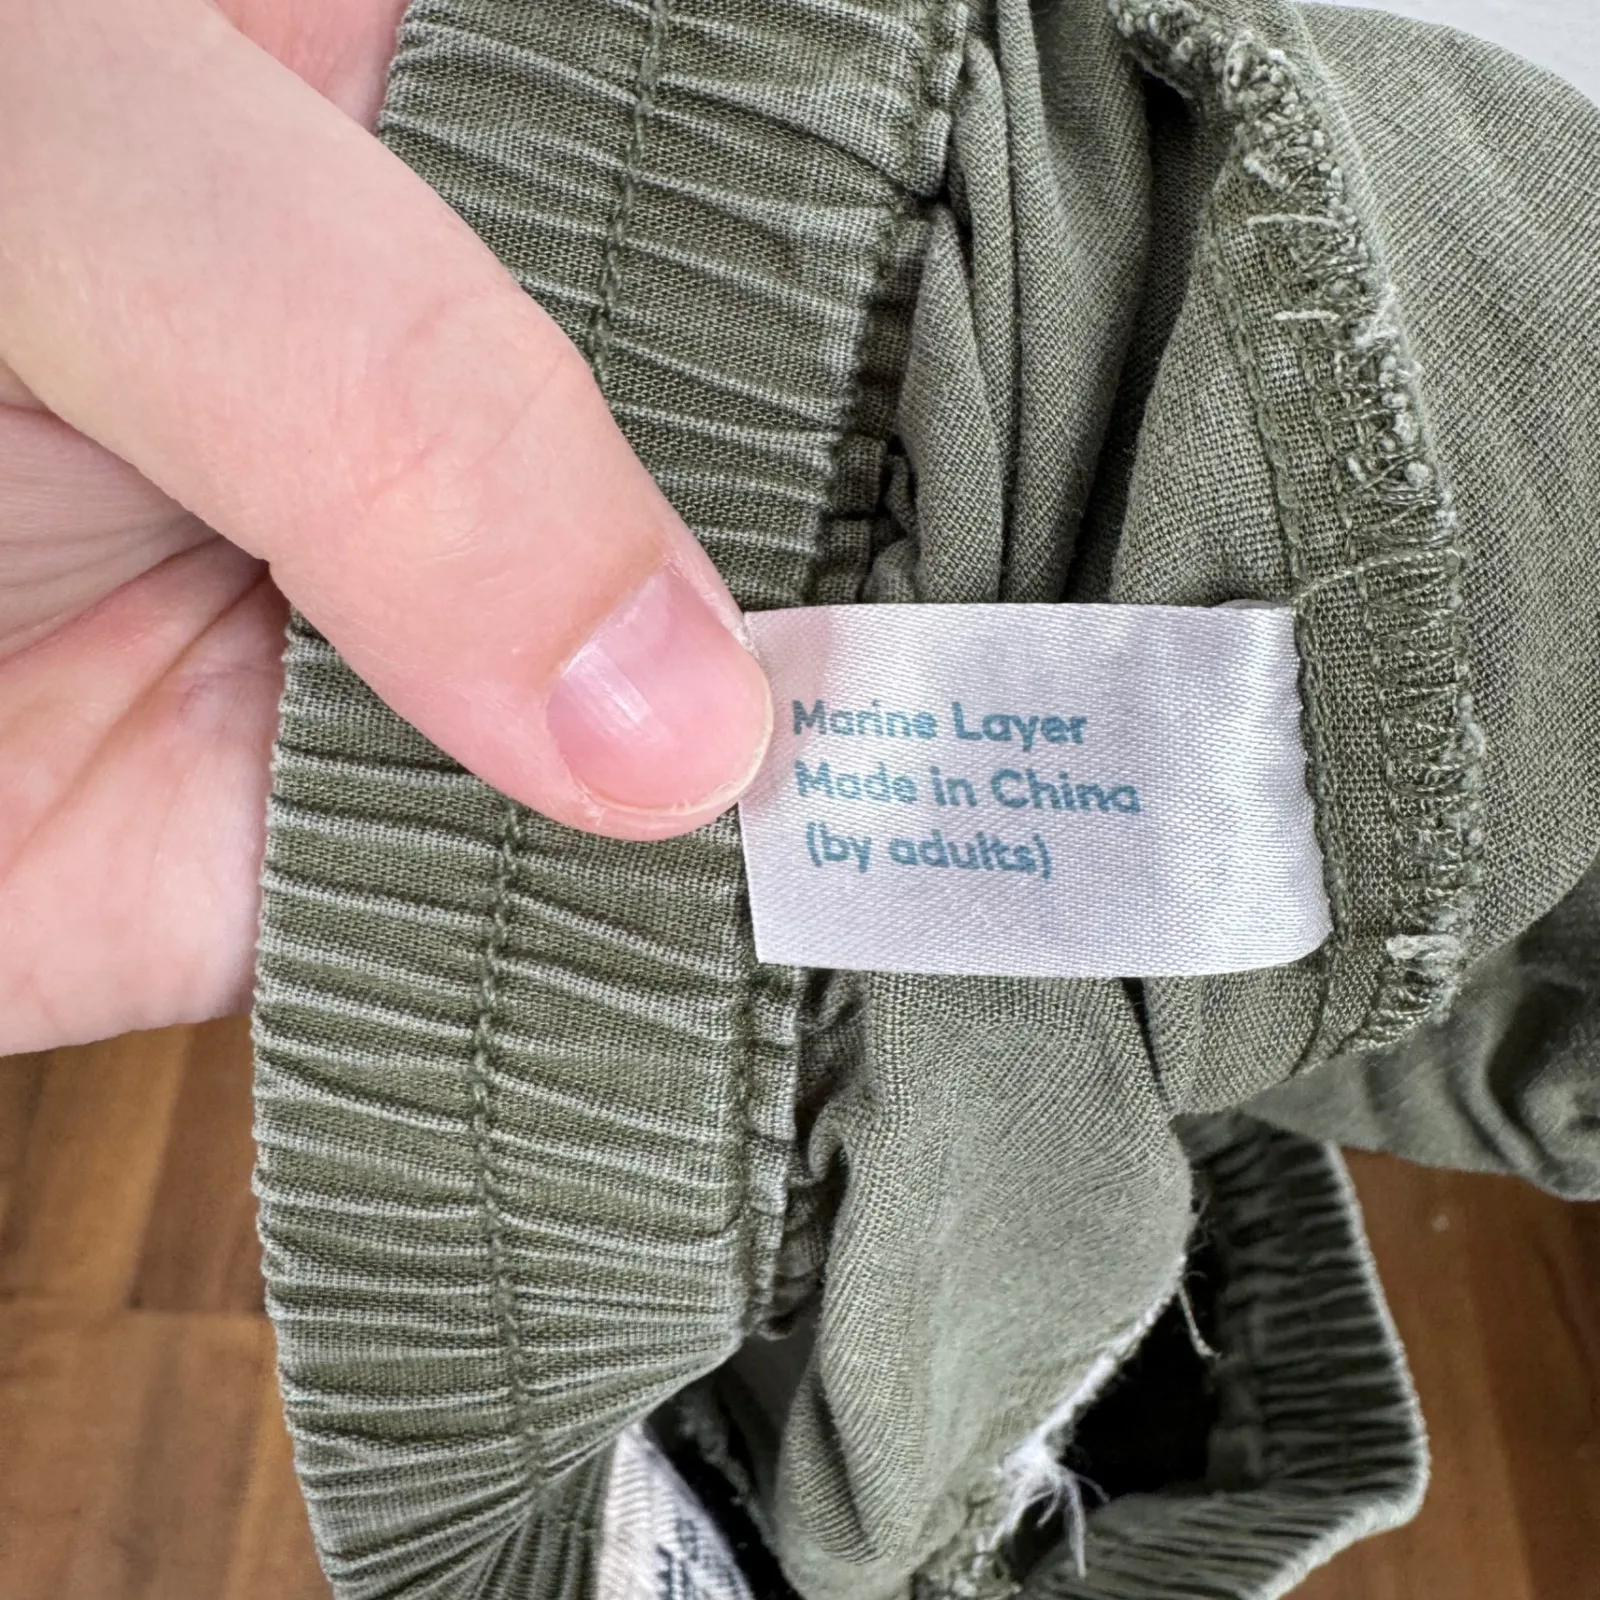 Marine Layer
Made in China
(by adults)